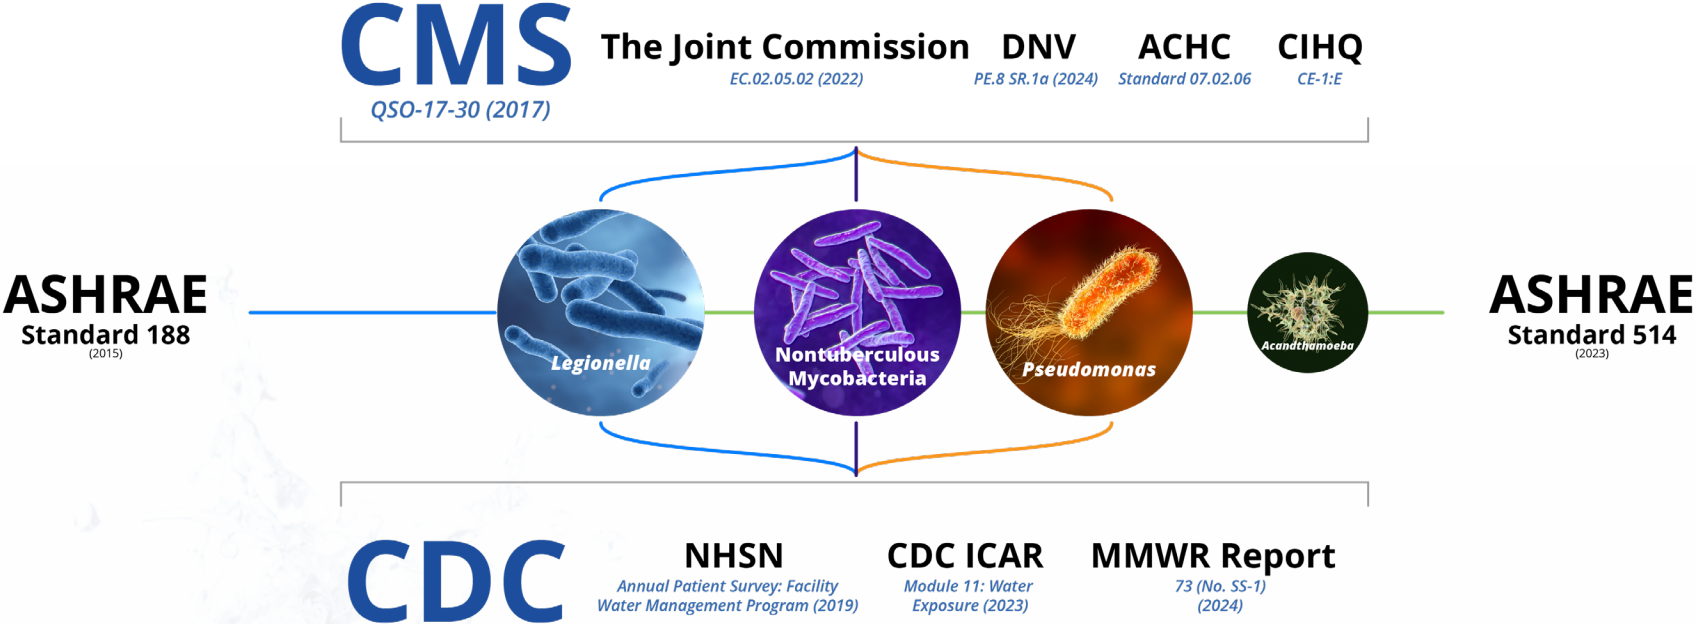 CMS
QSO-17-30 (2017)
The Joint Commission
EC.02.05.02 (2022)
DNV
PE.8 SR.1a (2024)
ACHC
Standard 07.02.06
CIHQ
CE-1:E
ASHRAE
Standard 188
(2015)
Legionella
Nontuberculous
Mycobacteria
Pseudomonas
Acandthamoeba
ASHRAE
Standard 514
(2023)
CDC
NHSN
Annual Patient Survey: Facility
Water Management Program (2019)
CDC ICAR
Module 11: Water
Exposure (2023)
MMWR Report
73 (No. SS-1)
(2024)